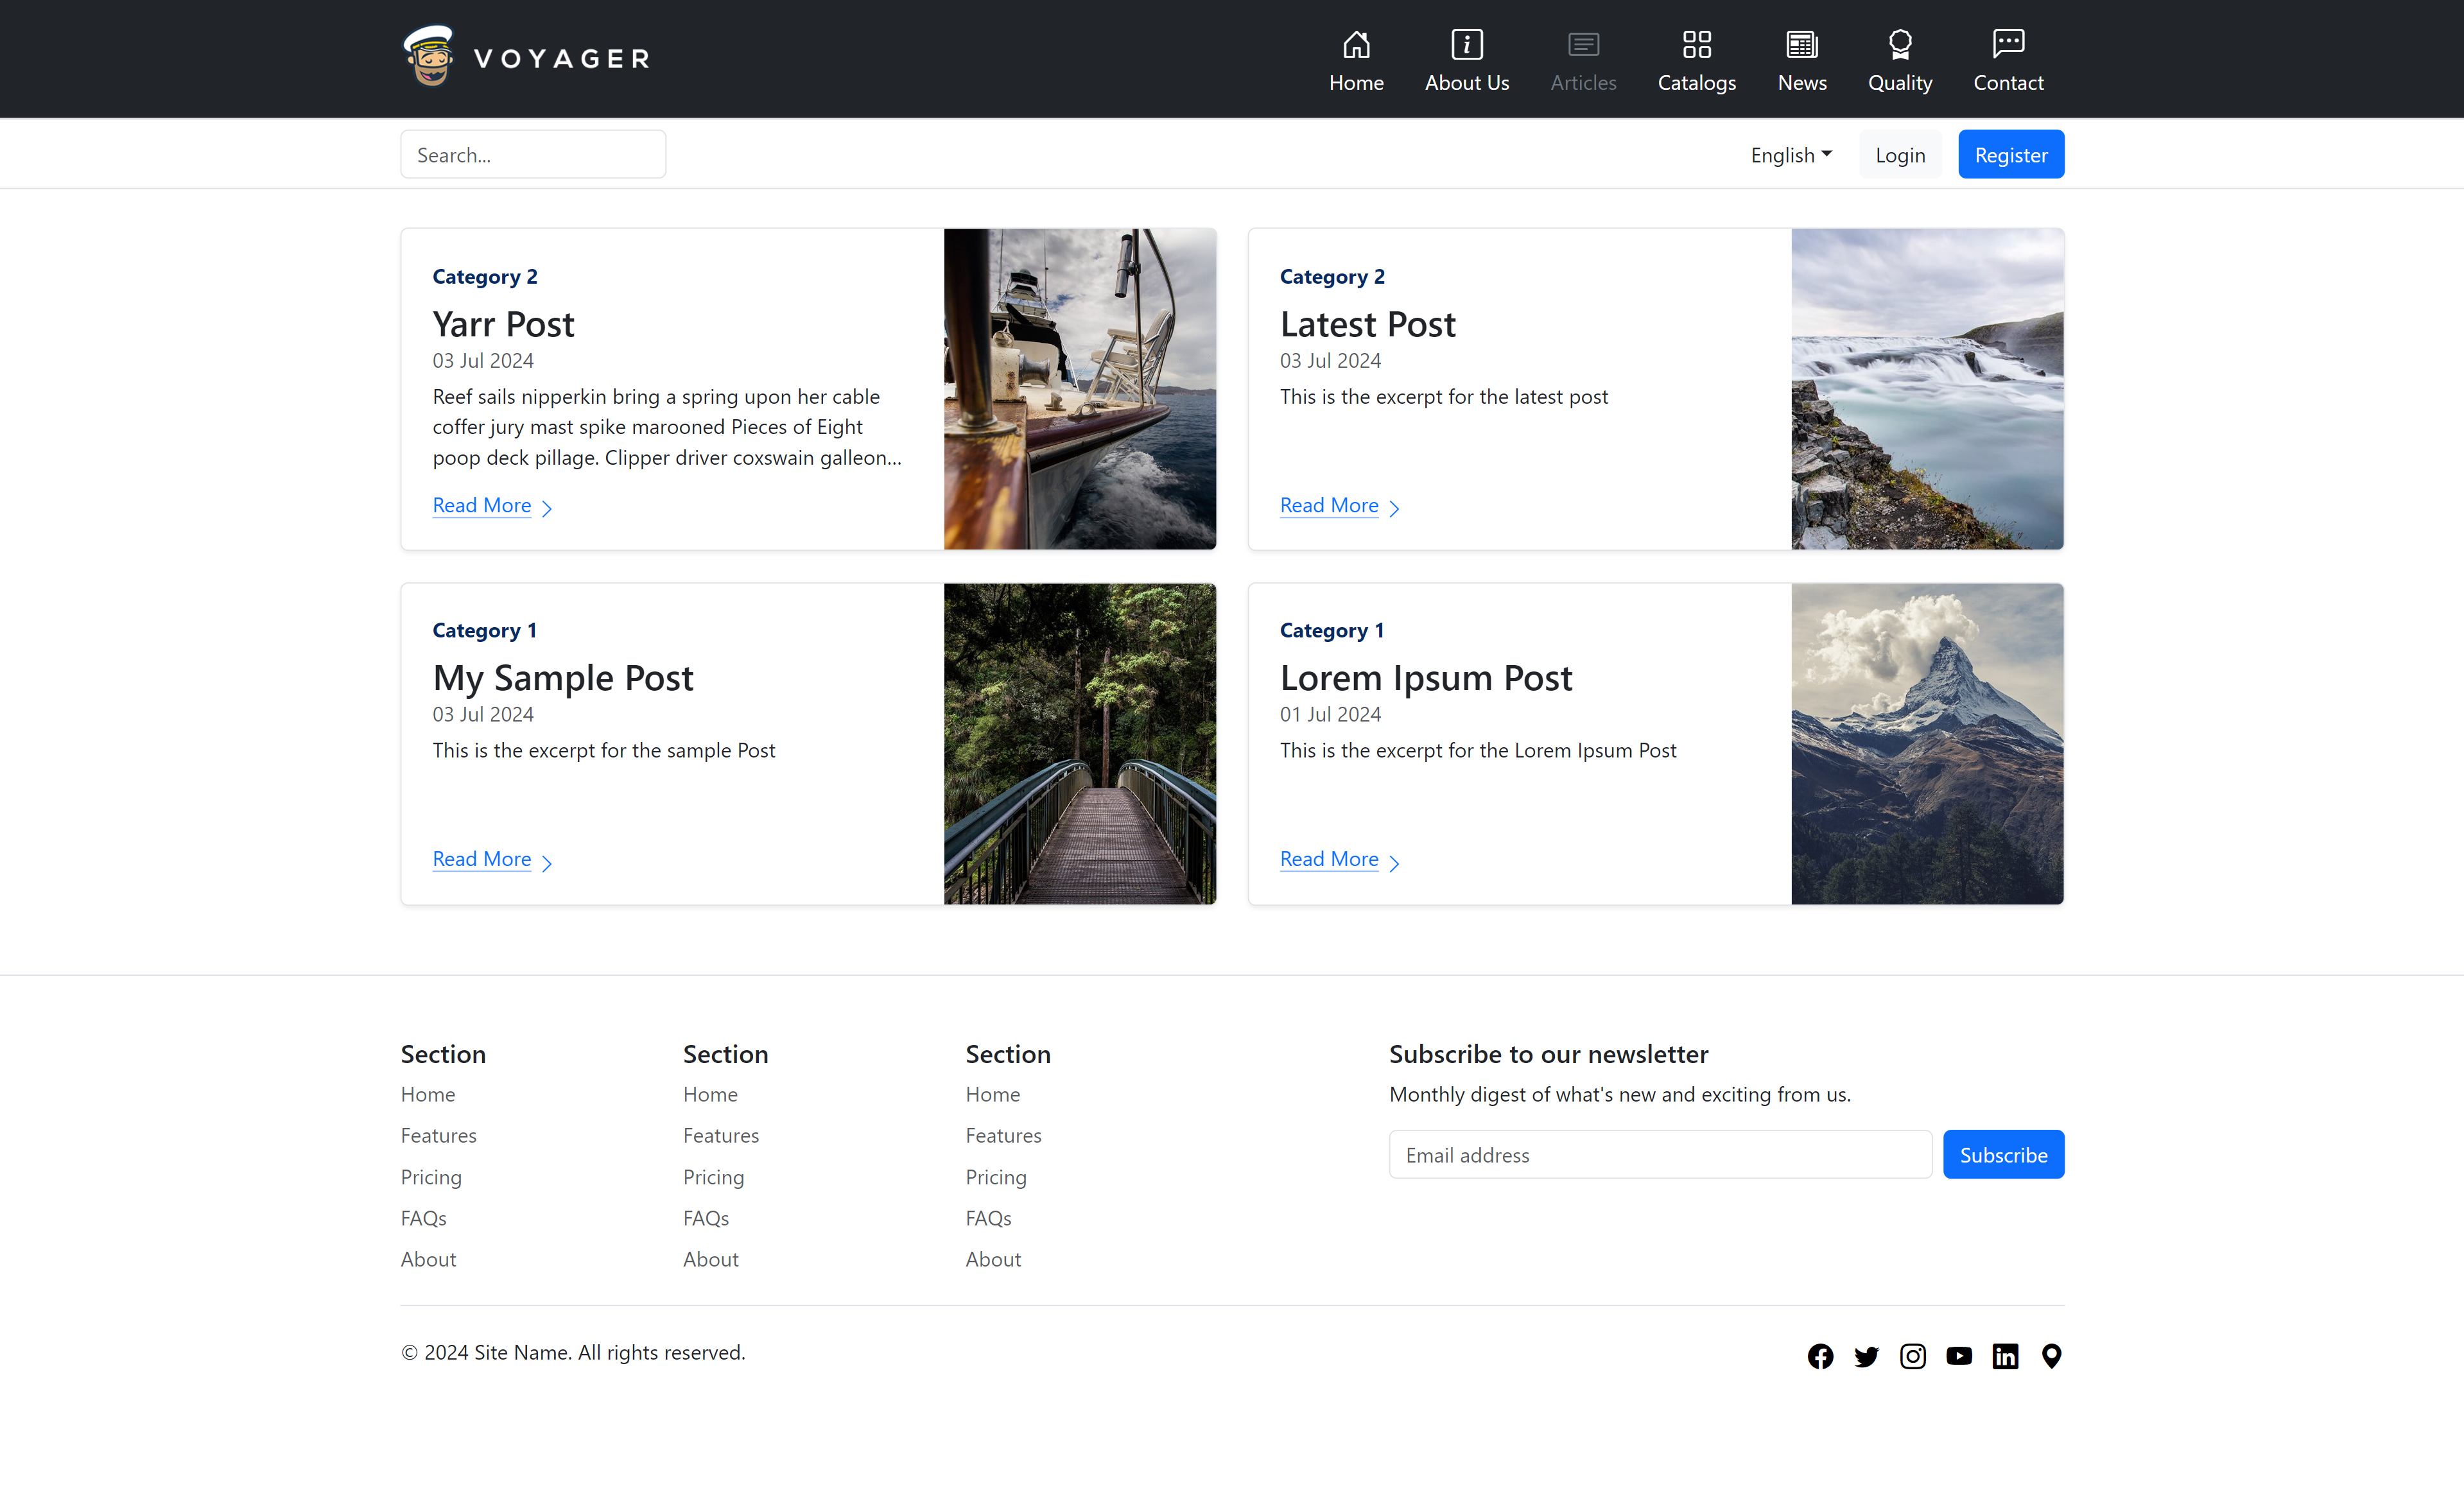 VOYAGER
Home
About Us
Articles
Catalogs
News
Quality
Contact
Search...
English
Login
Register
Category 2
Yarr Post
03 Jul 2024
Reef sails nipperkin bring a spring upon her cable
coffer jury mast spike marooned Pieces of Eight
poop deck pillage. Clipper driver coxswain galleon...
Read More
Category 2
Latest Post
03 Jul 2024
This is the excerpt for the latest post
Read More
Category 1
My Sample Post
03 Jul 2024
This is the excerpt for the sample Post
Read More
Category 1
Lorem Ipsum Post
01 Jul 2024
This is the excerpt for the Lorem Ipsum Post
Read More
Section
Home
Features
Pricing
FAQs
About
Section
Home
Features
Pricing
FAQs
About
Section
Home
Features
Pricing
FAQs
About
Subscribe to our newsletter
Monthly digest of what's new and exciting from us.
Email address
Subscribe
© 2024 Site Name. All rights reserved.